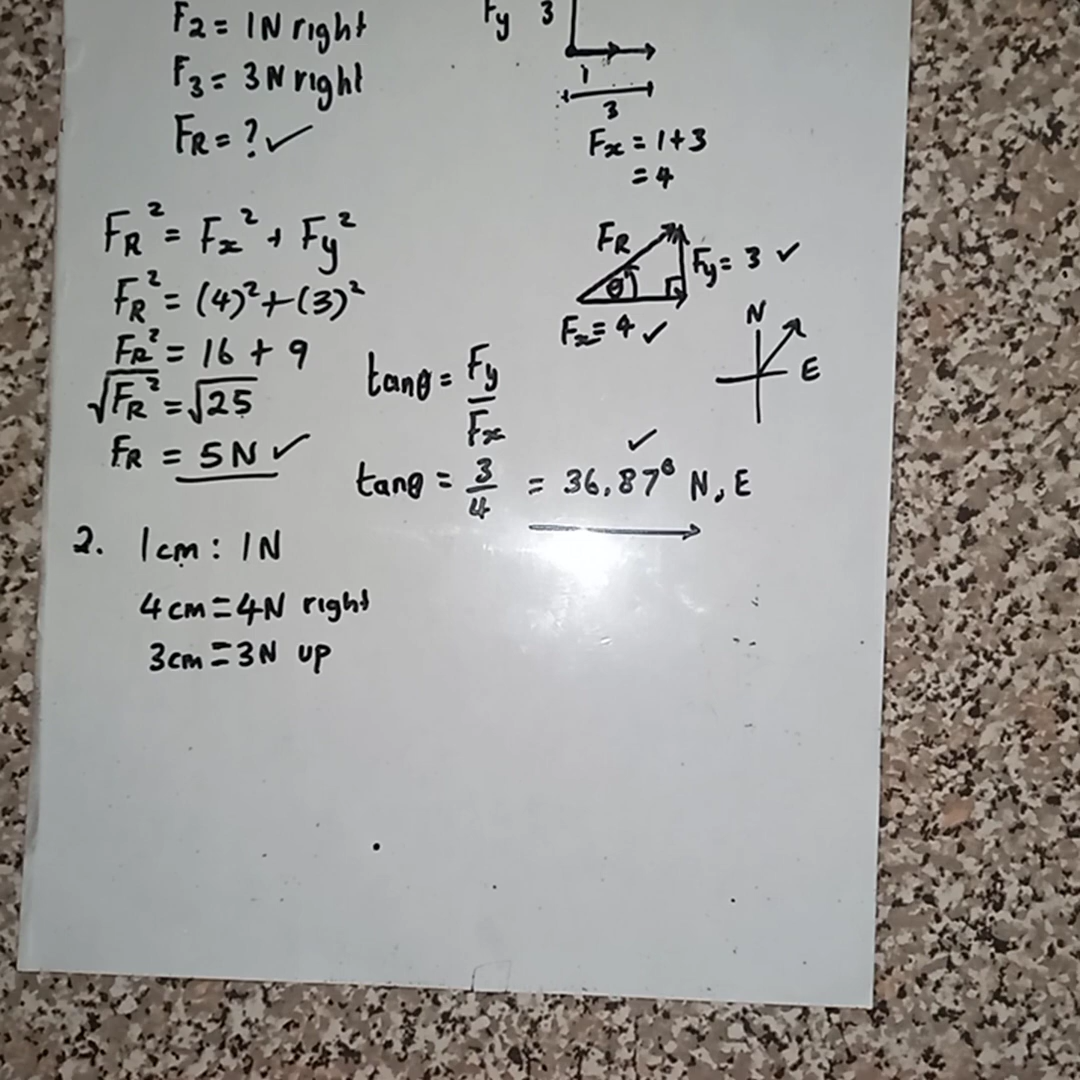 F2 = 1N right
F3 = 3N right
FR = ? ✓
Fy 3
1
3
Fx = 1+3
= 4
FR² = Fx² + Fy²
FR² = (4)² + (3)²
FR² = 16 + 9
√FR² = √25
FR = 5N ✓
FR
θ
Fy = 3 ✓
Fx = 4 ✓
N
E
tanθ = Fy/Fx
tanθ = 3/4 = 36,87° N, E ✓
2. 1cm : 1N
4cm = 4N right
3cm = 3N up